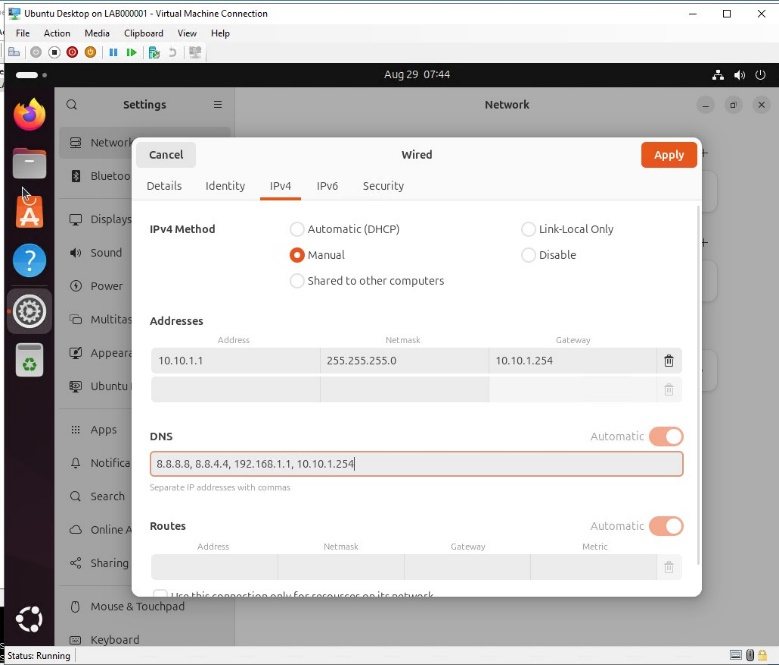 Ubuntu Desktop on LAB000001 - Virtual Machine Connection
File Action Media Clipboard View Help
Aug 29 07:44
Settings
Network
Network
Cancel
Wired
Apply
Details Identity IPv4 IPv6 Security
Bluetoo
Displays
Sound
Power
Multitas
Appeara
Ubuntu
Apps
Notifica
Search
Online A
Sharing
Mouse & Touchpad
Keyboard
IPv4 Method
Automatic (DHCP)
Link-Local Only
Manual
Disable
Shared to other computers
Addresses
Address Netmask Gateway
10.10.1.1 255.255.255.0 10.10.1.254
DNS
Automatic
8.8.8.8, 8.8.4.4, 192.168.1.1, 10.10.1.254
Separate IP addresses with commas
Routes
Automatic
Address Netmask Gateway Metric
Use this connection only for resources on its network
Status: Running